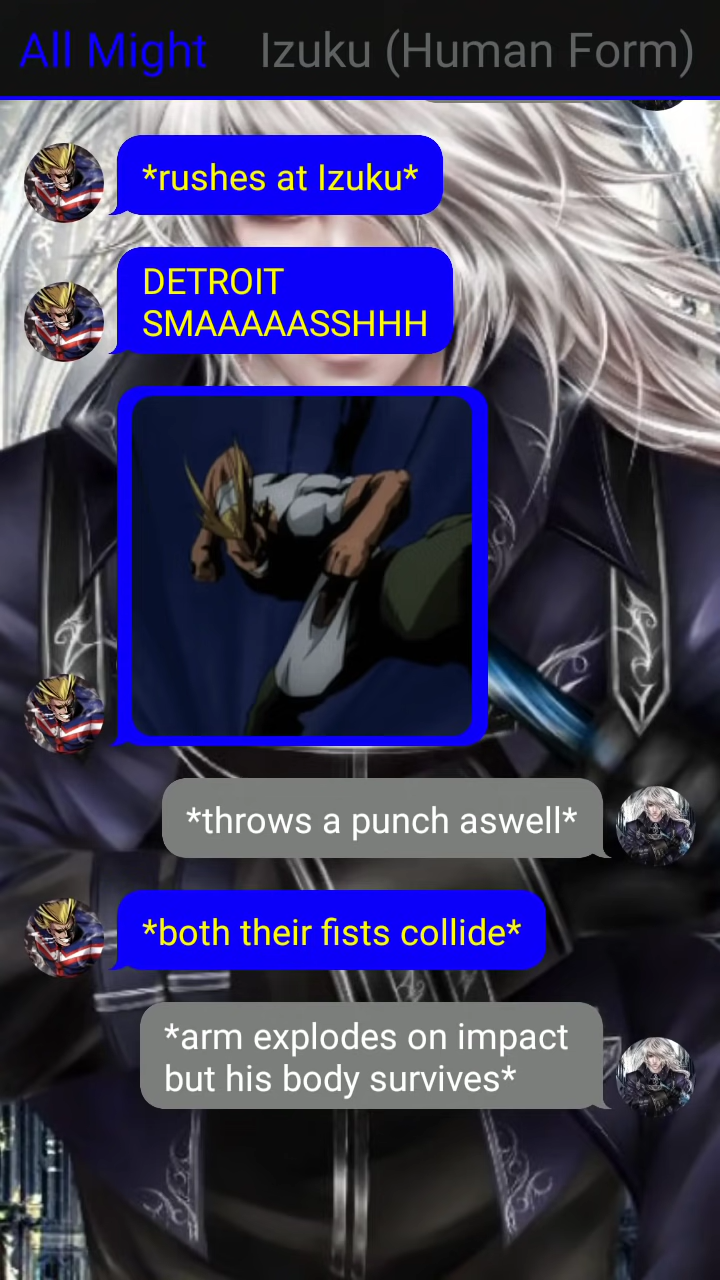 All Might Izuku (Human Form)
*rushes at Izuku*
DETROIT
SMAAAAASSHHH
*throws a punch aswell*
*both their fists collide*
*arm explodes on impact
but his body survives*